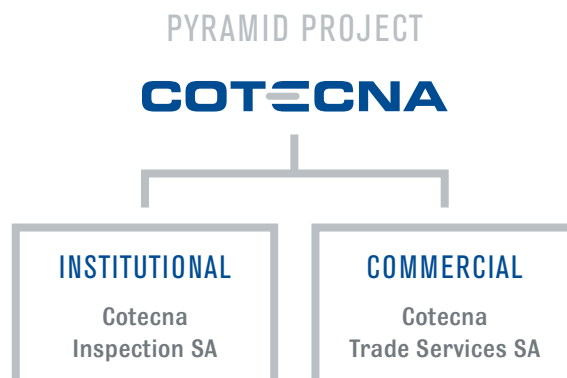 PYRAMID PROJECT
COTECNA
INSTITUTIONAL
Cotecna
Inspection SA
COMMERCIAL
Cotecna
Trade Services SA